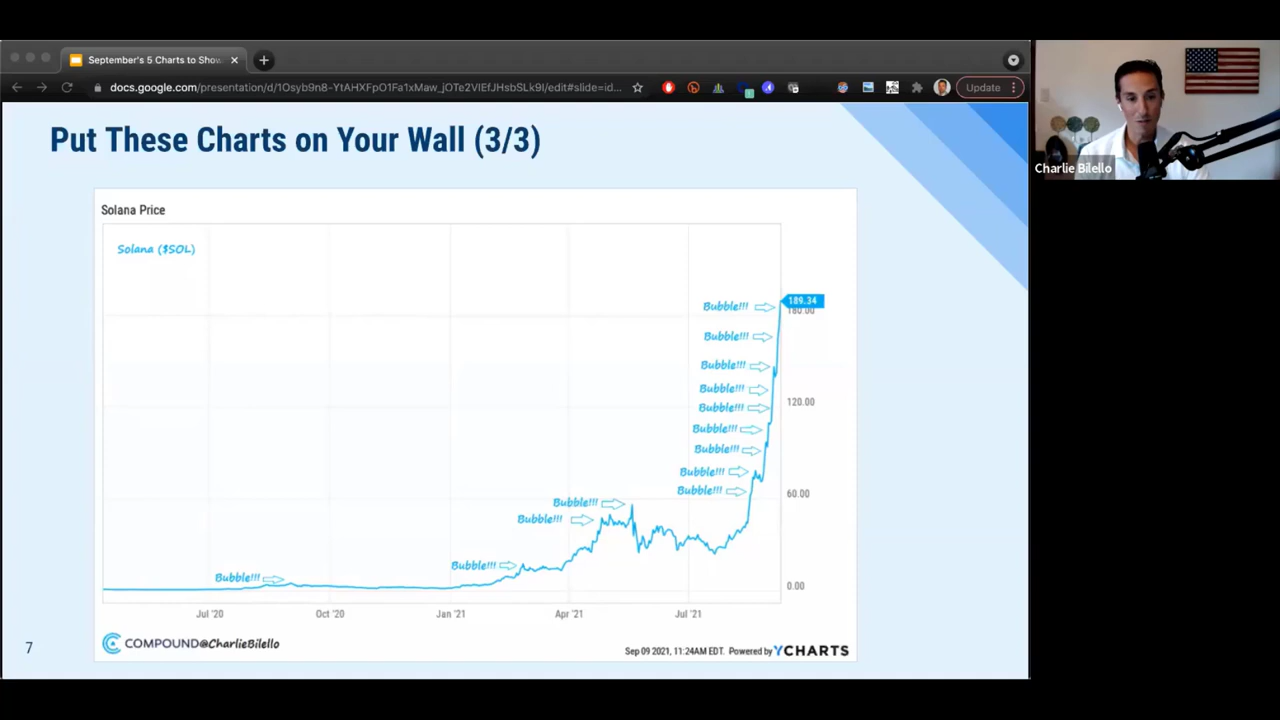 September's 5 Charts to Show
docs.google.com/presentation/d/1Osyb9n8-YtAHXFpO1Fa1xMaw_jOTe2VIEfJHsbSLk9I/edit#slide=id...
Update
Put These Charts on Your Wall (3/3)
Charlie Bilello
Solana Price
Solana ($SOL)
189.34
Bubble!!!
180.00
Bubble!!!
Bubble!!!
Bubble!!!
120.00
Bubble!!!
Bubble!!!
Bubble!!!
Bubble!!!
Bubble!!!
60.00
Bubble!!!
Bubble!!!
Bubble!!!
Bubble!!!
0.00
Jul '20
Oct '20
Jan '21
Apr '21
Jul '21
7
COMPOUND@CharlieBilello
Sep 09 2021, 11:24AM EDT. Powered by YCHARTS